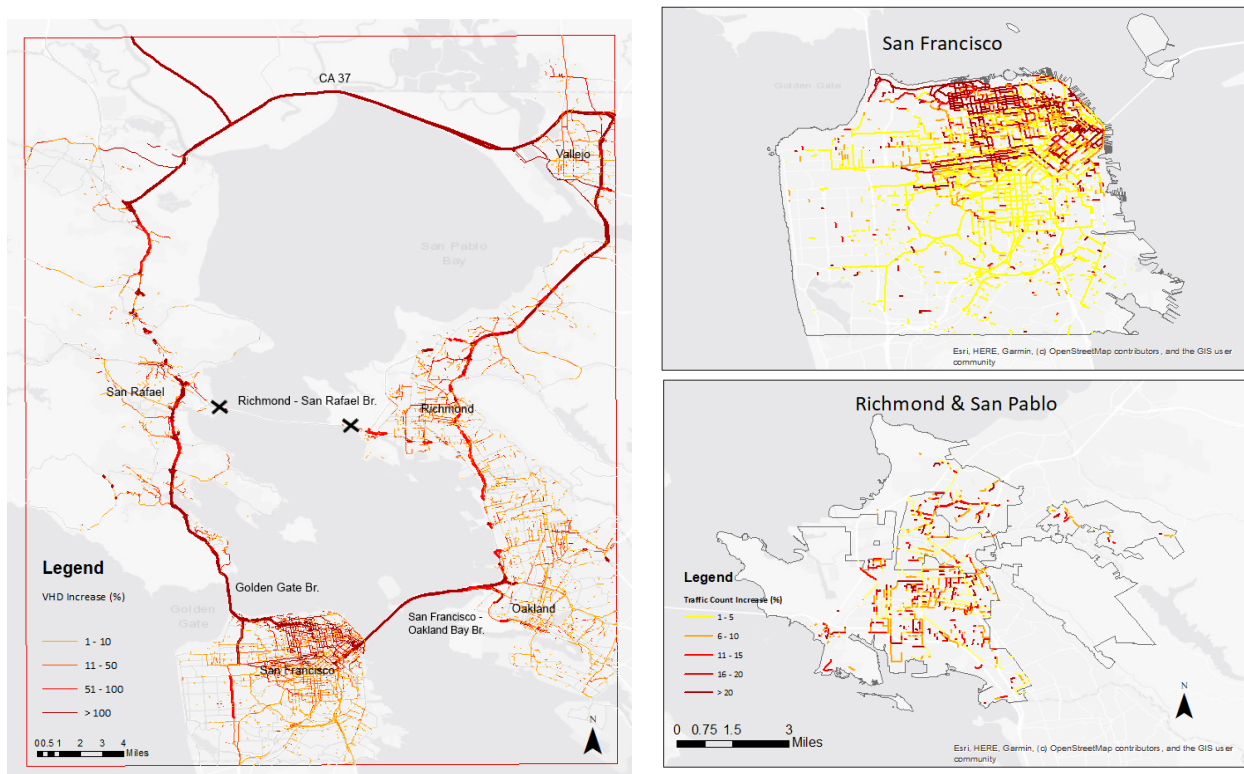 CA 37
Vallejo
San Pablo
Bay
San Rafael
Richmond - San Rafael Br.
Richmond
Legend
VHD Increase (%)
1 - 10
11 - 50
51 - 100
> 100
Golden Gate Br.
Golden
Gate
San Francisco -
Oakland Bay Br.
Oakland
San Francisco
N
0 0.5 1 2 3 4
Miles
San Francisco
Golden Gate
Esri, HERE, Garmin, (c) OpenStreetMap contributors, and the GIS user
community
Richmond & San Pablo
Legend
Traffic Count Increase (%)
1 - 5
6 - 10
11 - 15
16 - 20
> 20
N
0 0.75 1.5 3
Miles
Esri, HERE, Garmin, (c) OpenStreetMap contributors, and the GIS user
community